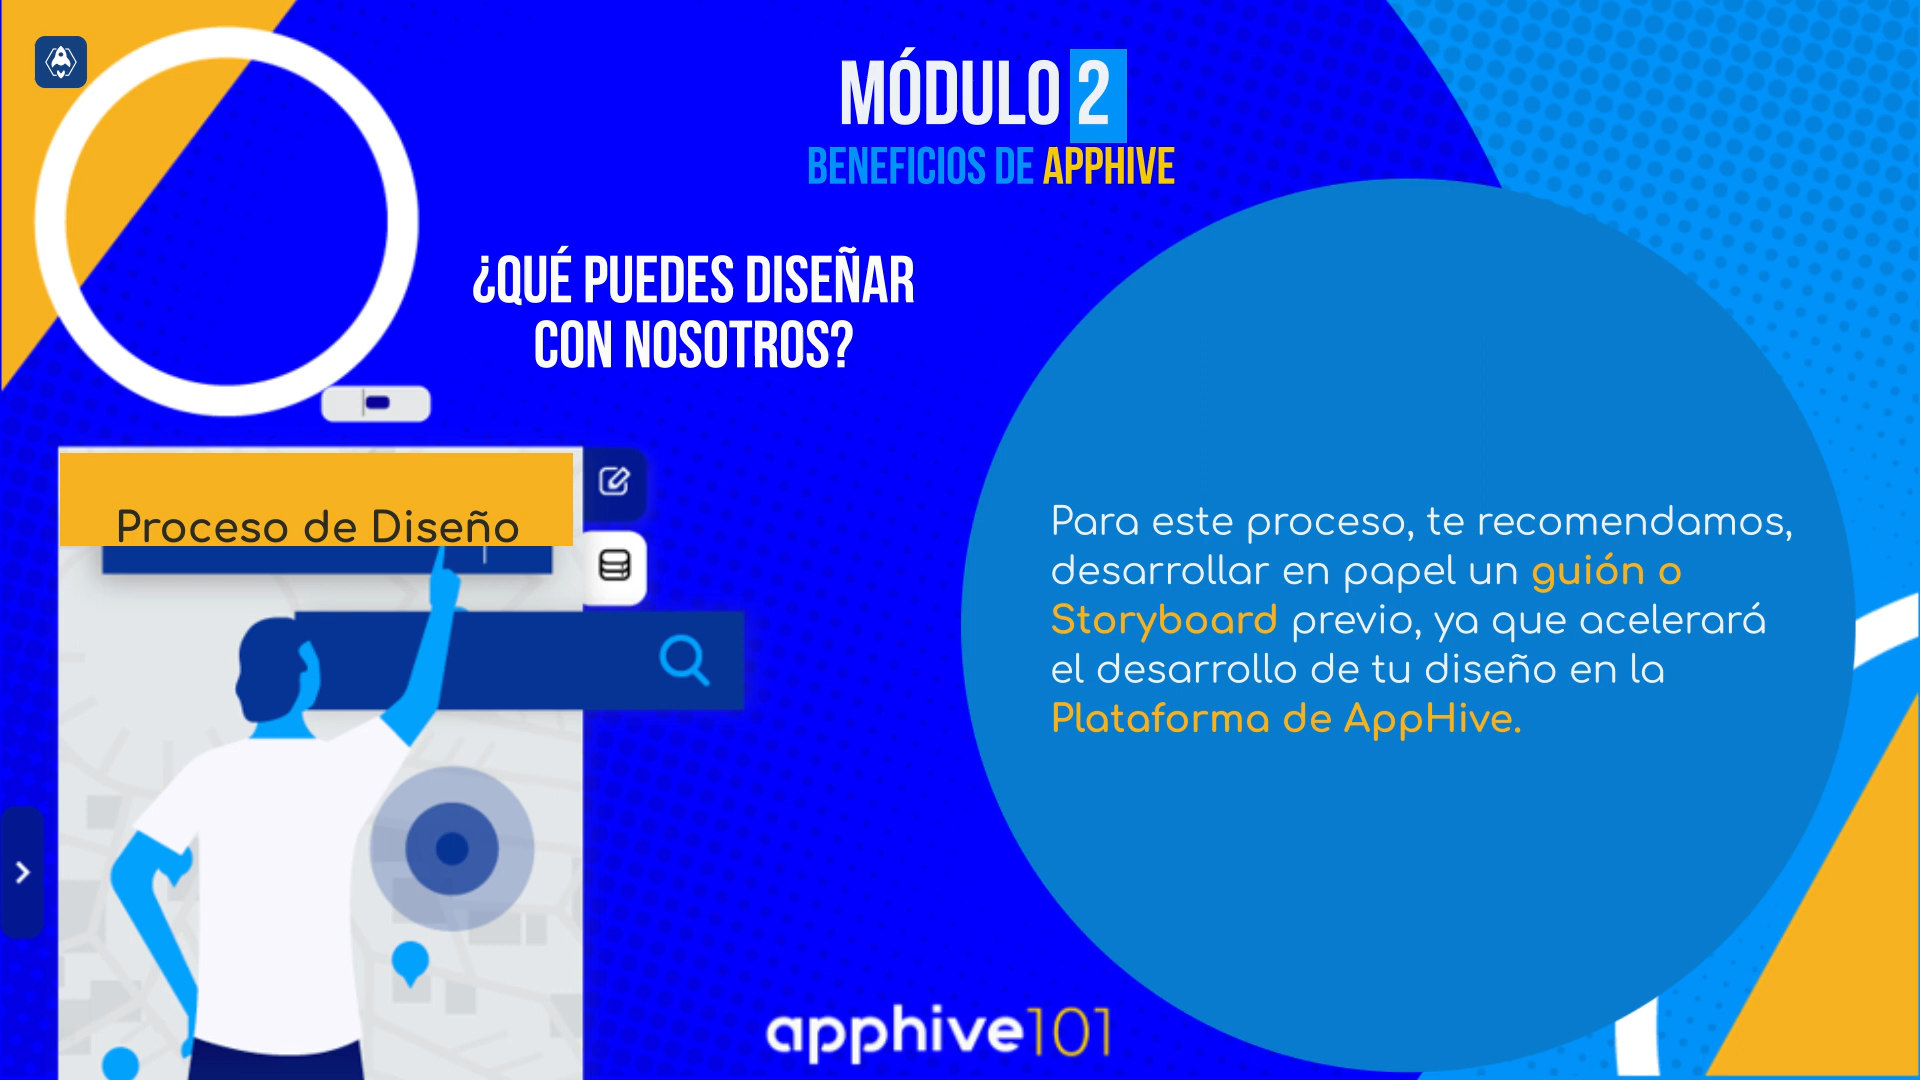 MÓDULO 2
BENEFICIOS DE APPHIVE
¿QUÉ PUEDES DISEÑAR
CON NOSOTROS?
Proceso de Diseño
Para este proceso, te recomendamos,
desarrollar en papel un guión o
Storyboard previo, ya que acelerará
el desarrollo de tu diseño en la
Plataforma de AppHive.
apphive101